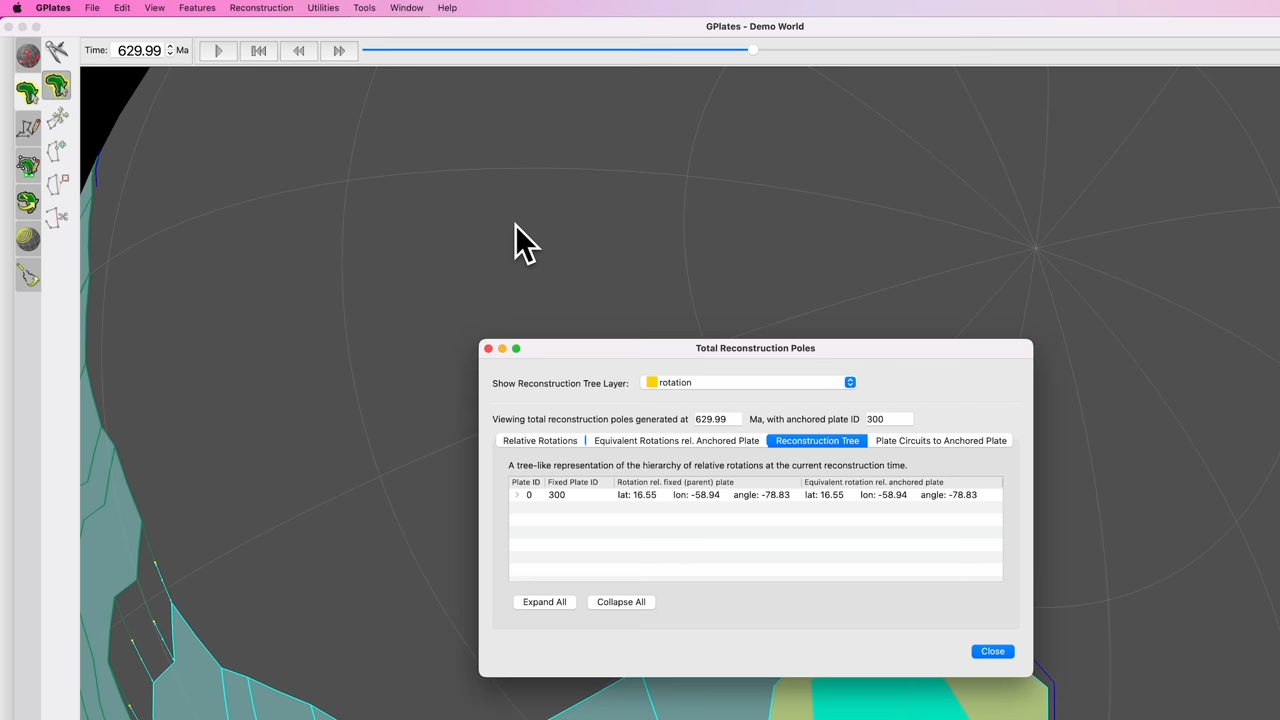 GPlates File Edit View Features Reconstruction Utilities Tools Window Help
GPlates - Demo World
Time: 629.99 Ma
Total Reconstruction Poles
Show Reconstruction Tree Layer: rotation
Viewing total reconstruction poles generated at 629.99 Ma, with anchored plate ID 300
Relative Rotations Equivalent Rotations rel. Anchored Plate Reconstruction Tree Plate Circuits to Anchored Plate
A tree-like representation of the hierarchy of relative rotations at the current reconstruction time.
Plate ID Fixed Plate ID Rotation rel. fixed (parent) plate Equivalent rotation rel. anchored plate
0 300 lat: 16.55 lon: -58.94 angle: -78.83 lat: 16.55 lon: -58.94 angle: -78.83
Expand All Collapse All
Close